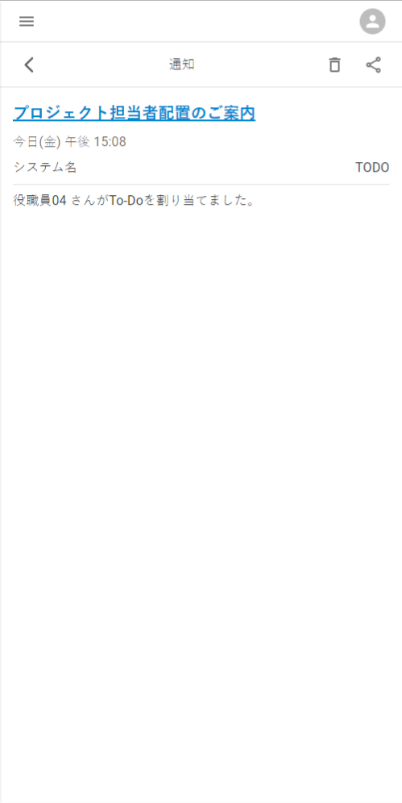 通知
プロジェクト担当者配置のご案内
今日(金) 午後 15:08
システム名 TODO
役職員04 さんがTo-Doを割り当てました。